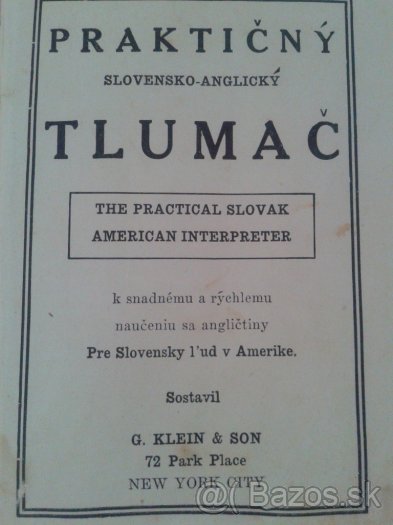 PRAKTIČNÝ
SLOVENSKO-ANGLICKÝ
TLUMAČ
THE PRACTICAL SLOVAK
AMERICAN INTERPRETER
k snadnému a rýchlemu
naučeniu sa angličtiny
Pre Slovensky l'ud v Amerike.
Sostavil
G. KLEIN & SON
72 Park Place
NEW YORK CITY
@( Bazos.sk